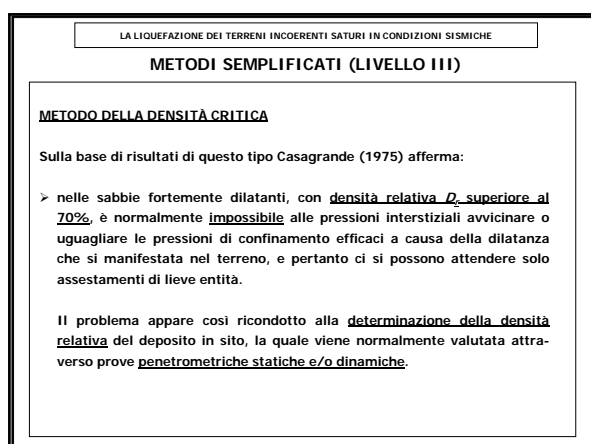 LA LIQUEFAZIONE DEI TERRENI INCOERENTI SATURI IN CONDIZIONI SISMICHE
METODI SEMPLIFICATI (LIVELLO III)
METODO DELLA DENSITÀ CRITICA
Sulla base di risultati di questo tipo Casagrande (1975) afferma:
➢ nelle sabbie fortemente dilatanti, con densità relativa Dr superiore al
70%, è normalmente impossibile alle pressioni interstiziali avvicinare o
uguagliare le pressioni di confinamento efficaci a causa della dilatanza
che si manifestata nel terreno, e pertanto ci si possono attendere solo
assestamenti di lieve entità.
Il problema appare così ricondotto alla determinazione della densità
relativa del deposito in sito, la quale viene normalmente valutata attra-
verso prove penetrometriche statiche e/o dinamiche.